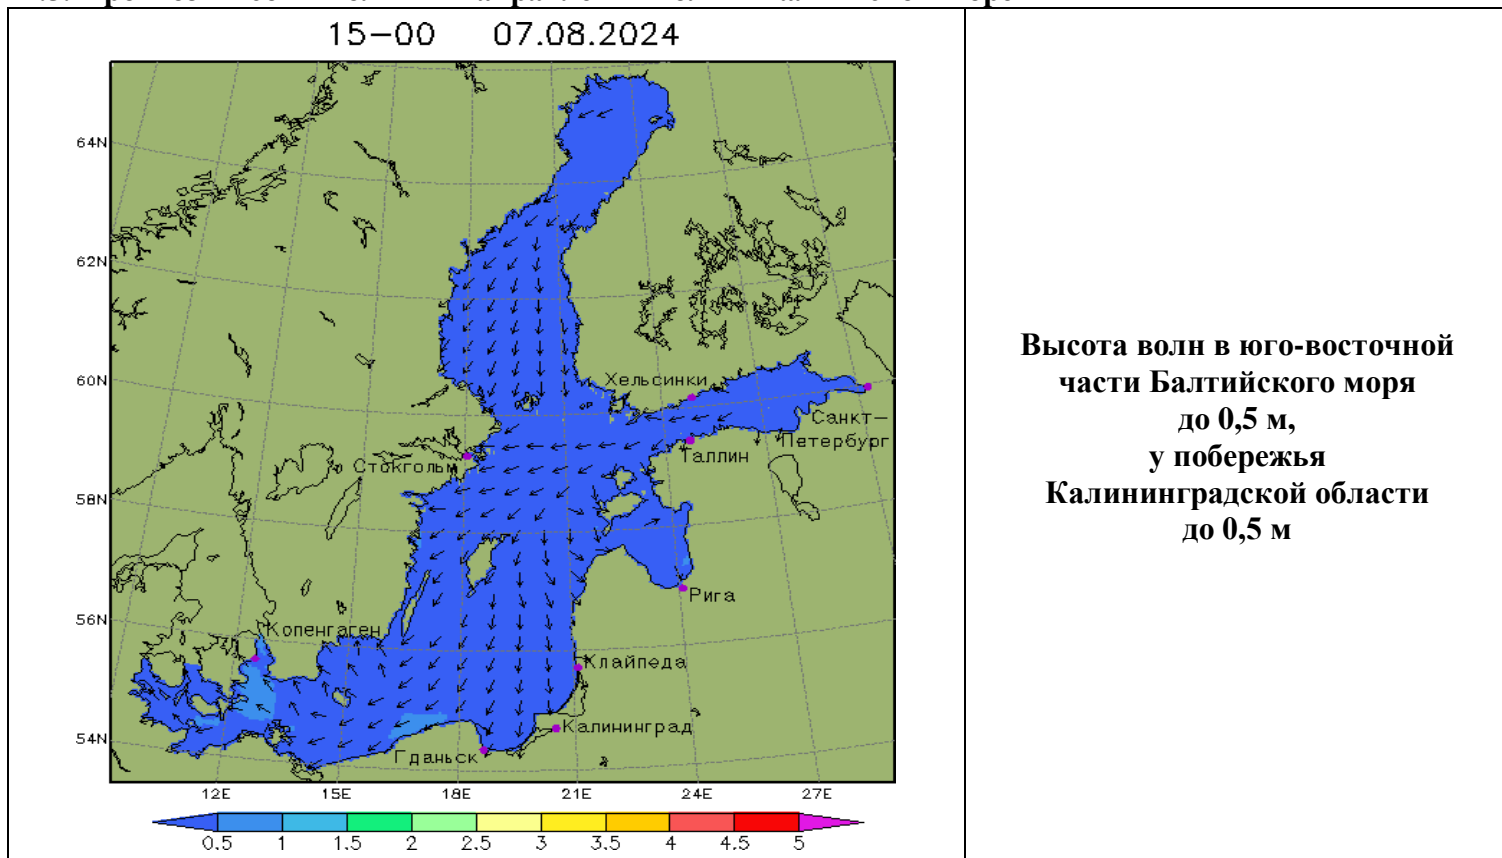 15-00 07.08.2024
64N
62N
60N
58N
56N
54N
Хельсинки
Санкт-
Петербург
Таллин
Стокгольм
Рига
Копенгаген
Клайпеда
Калининград
Гданьск
12E 15E 18E 21E 24E 27E
0,5 1 1,5 2 2,5 3 3,5 4 4,5 5
Высота волн в юго-восточной
части Балтийского моря
до 0,5 м,
у побережья
Калининградской области
до 0,5 м